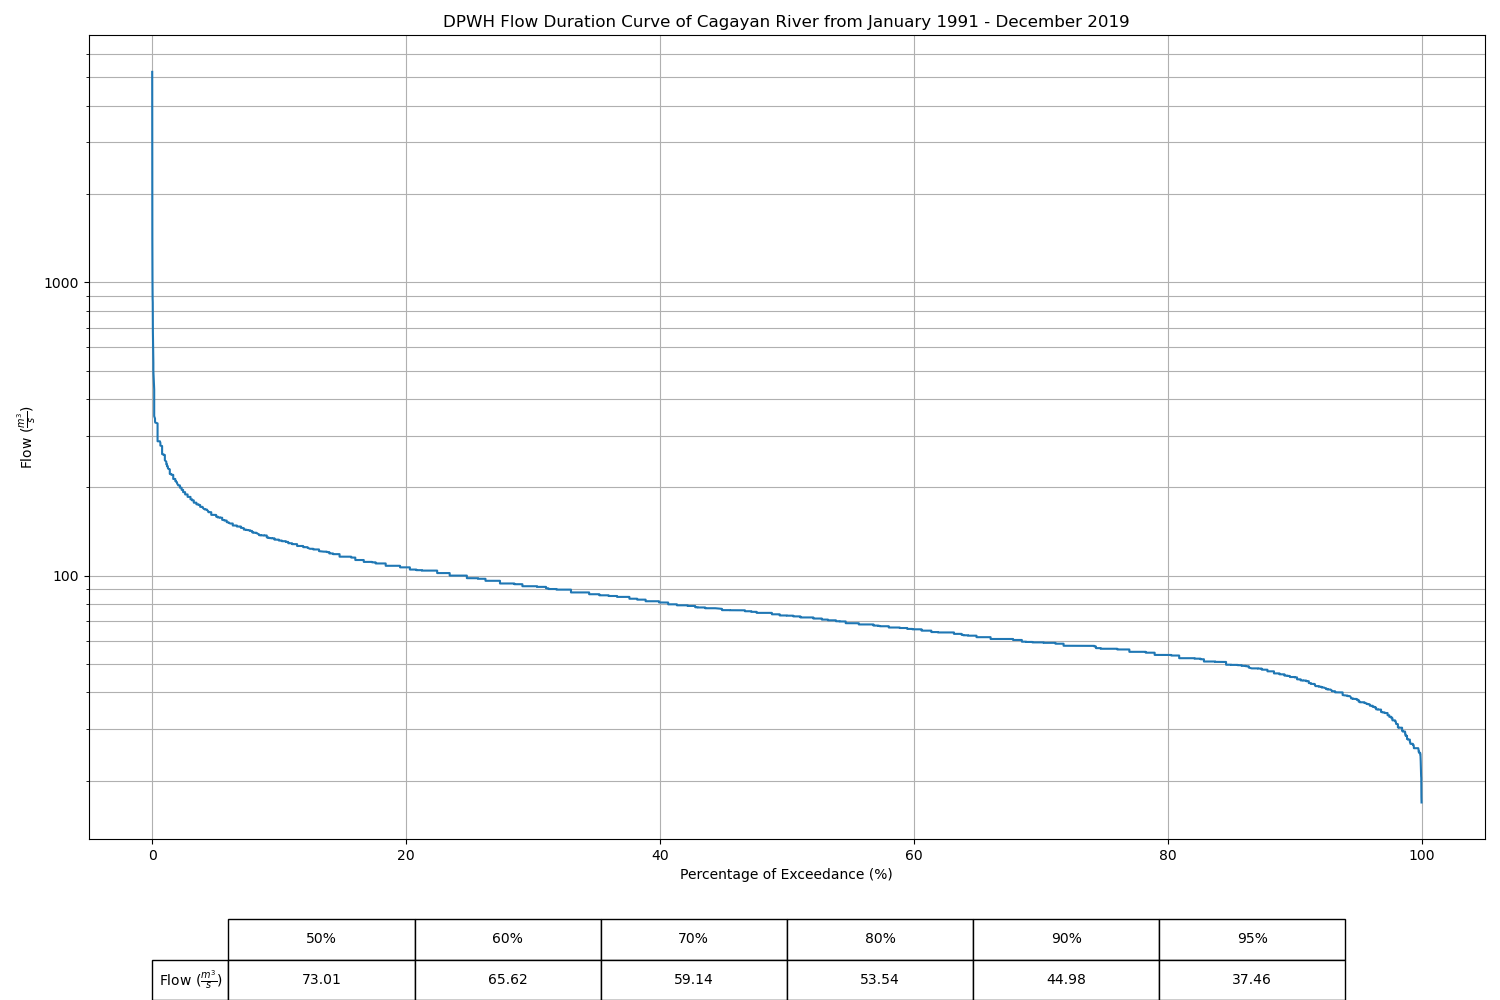 DPWH Flow Duration Curve of Cagayan River from January 1991 - December 2019
1000
100
Flow (m³/s)
0 20 40 60 80 100
Percentage of Exceedance (%)
50% 60% 70% 80% 90% 95%
Flow (m³/s) 73.01 65.62 59.14 53.54 44.98 37.46